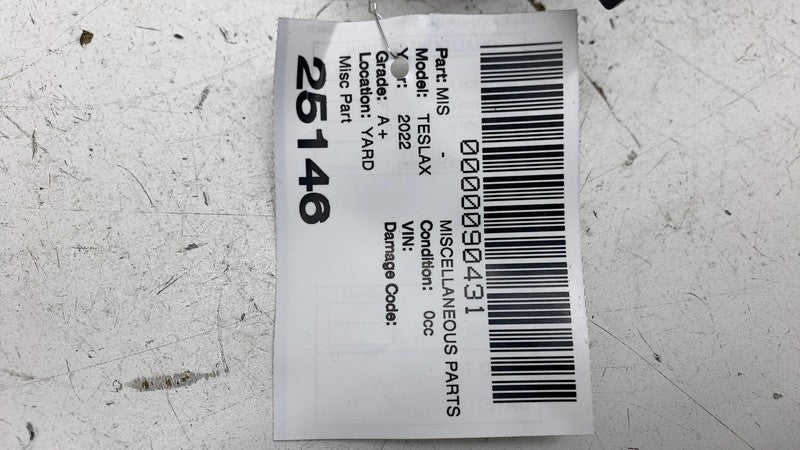 0000090431
Part: MIS - MISCELLANEOUS PARTS
Model: TESLAX Condition: 0cc
Year: 2022 VIN:
Grade: A+ Damage Code:
Location: YARD
Misc Part
25146